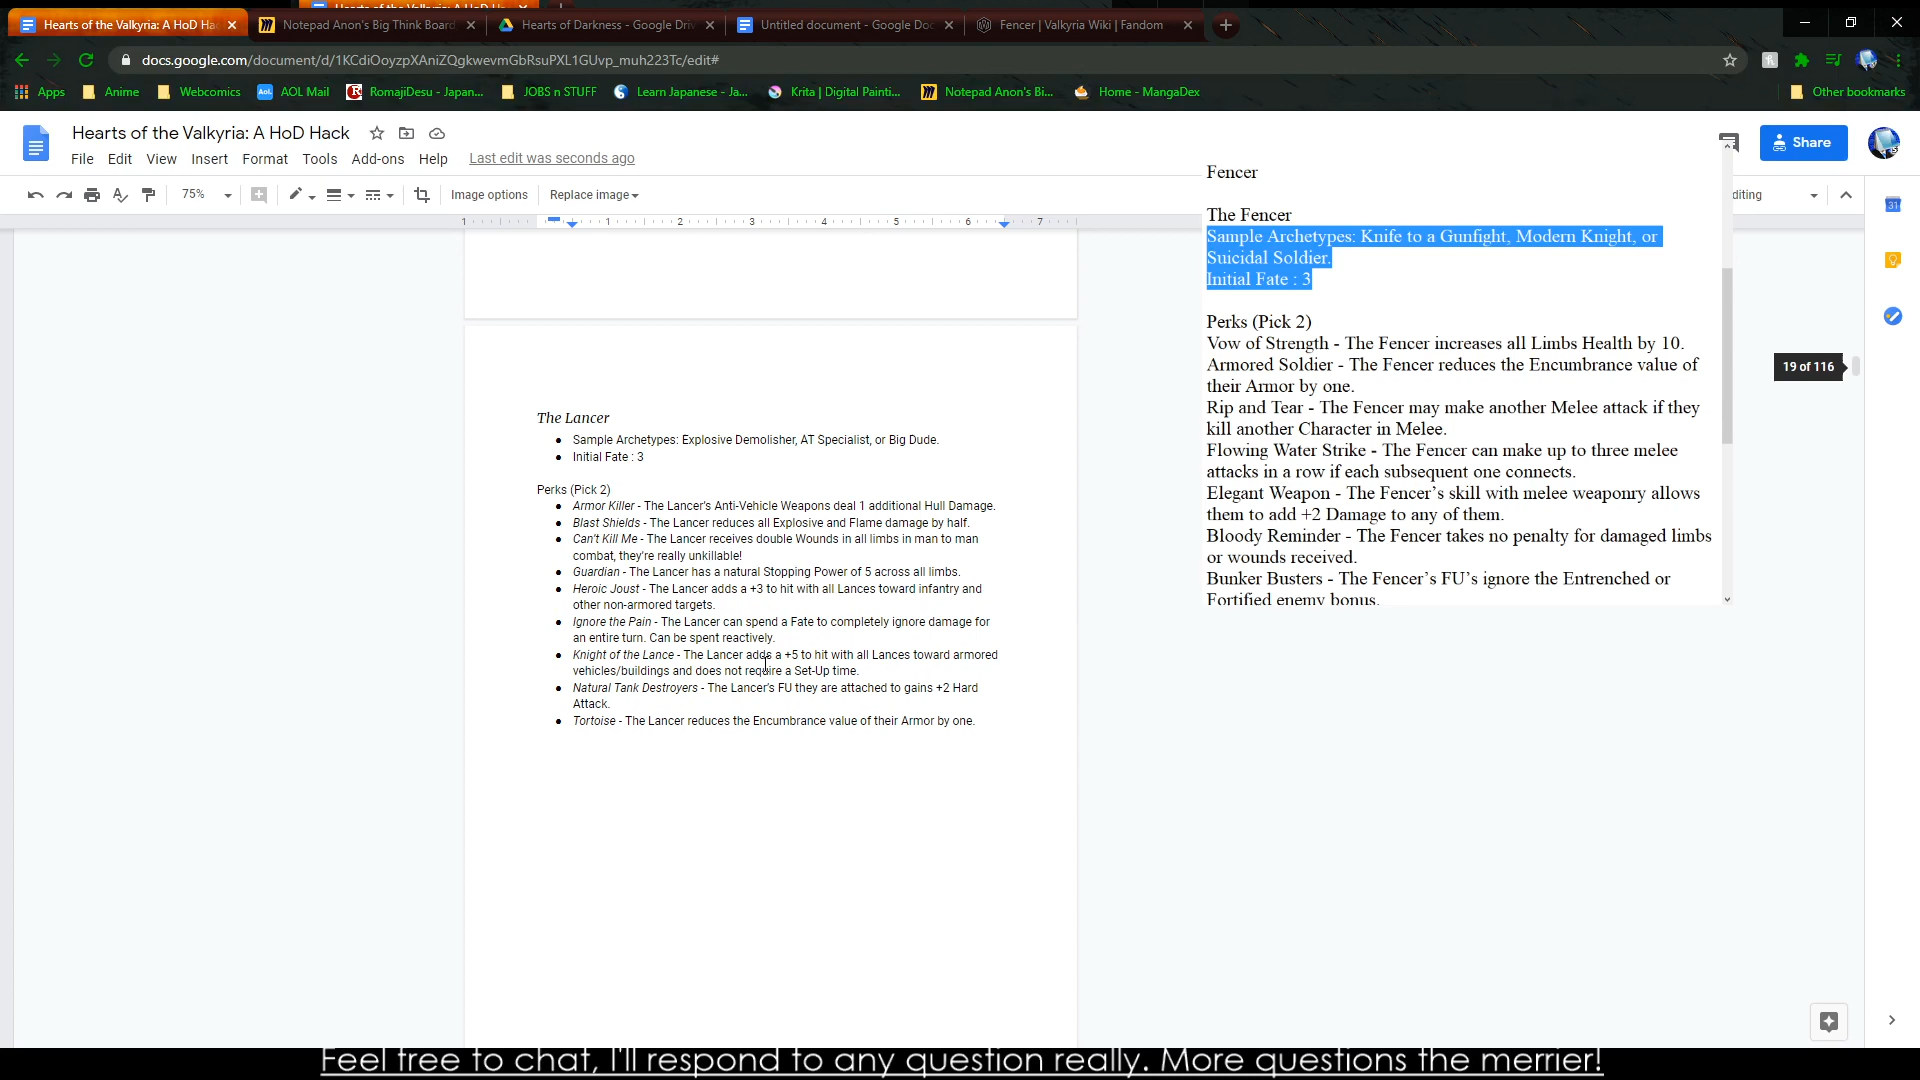 Hearts of the Valkyria: A HoD Ha
Notepad Anon's Big Think Board
Hearts of Darkness - Google Driv
Untitled document - Google Doc
Fencer | Valkyria Wiki | Fandom
docs.google.com/document/d/1KCdiOoyzpXAniZQgkwevmGbRsuPXL1GUvp_muh223Tc/edit#
Apps
Anime
Webcomics
AOL Mail
RomajiDesu - Japan...
JOBS n STUFF
Learn Japanese - Ja...
Krita | Digital Painti...
Notepad Anon's Bi...
Home - MangaDex
Other bookmarks
Hearts of the Valkyria: A HoD Hack
File Edit View Insert Format Tools Add-ons Help Last edit was seconds ago
Share
75%
Image options
Replace image
diting
1 1 2 3 4 5 6 7
31
19 of 116
The Lancer
● Sample Archetypes: Explosive Demolisher, AT Specialist, or Big Dude.
● Initial Fate : 3
Perks (Pick 2)
● Armor Killer - The Lancer's Anti-Vehicle Weapons deal 1 additional Hull Damage.
● Blast Shields - The Lancer reduces all Explosive and Flame damage by half.
● Can't Kill Me - The Lancer receives double Wounds in all limbs in man to man
combat, they're really unkillable!
● Guardian - The Lancer has a natural Stopping Power of 5 across all limbs.
● Heroic Joust - The Lancer adds a +3 to hit with all Lances toward infantry and
other non-armored targets.
● Ignore the Pain - The Lancer can spend a Fate to completely ignore damage for
an entire turn. Can be spent reactively.
● Knight of the Lance - The Lancer adds a +5 to hit with all Lances toward armored
vehicles/buildings and does not require a Set-Up time.
● Natural Tank Destroyers - The Lancer's FU they are attached to gains +2 Hard
Attack.
● Tortoise - The Lancer reduces the Encumbrance value of their Armor by one.
Fencer
The Fencer
Sample Archetypes: Knife to a Gunfight, Modern Knight, or
Suicidal Soldier.
Initial Fate : 3
Perks (Pick 2)
Vow of Strength - The Fencer increases all Limbs Health by 10.
Armored Soldier - The Fencer reduces the Encumbrance value of
their Armor by one.
Rip and Tear - The Fencer may make another Melee attack if they
kill another Character in Melee.
Flowing Water Strike - The Fencer can make up to three melee
attacks in a row if each subsequent one connects.
Elegant Weapon - The Fencer's skill with melee weaponry allows
them to add +2 Damage to any of them.
Bloody Reminder - The Fencer takes no penalty for damaged limbs
or wounds received.
Bunker Busters - The Fencer's FU's ignore the Entrenched or
Fortified enemy bonus.
Feel free to chat, I'll respond to any question really. More questions the merrier!